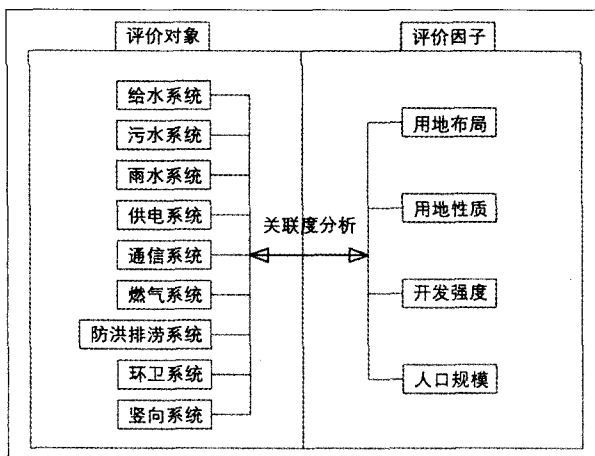 评价对象
评价因子
给水系统
污水系统
雨水系统
供电系统
通信系统
燃气系统
防洪排涝系统
环卫系统
竖向系统
关联度分析
用地布局
用地性质
开发强度
人口规模